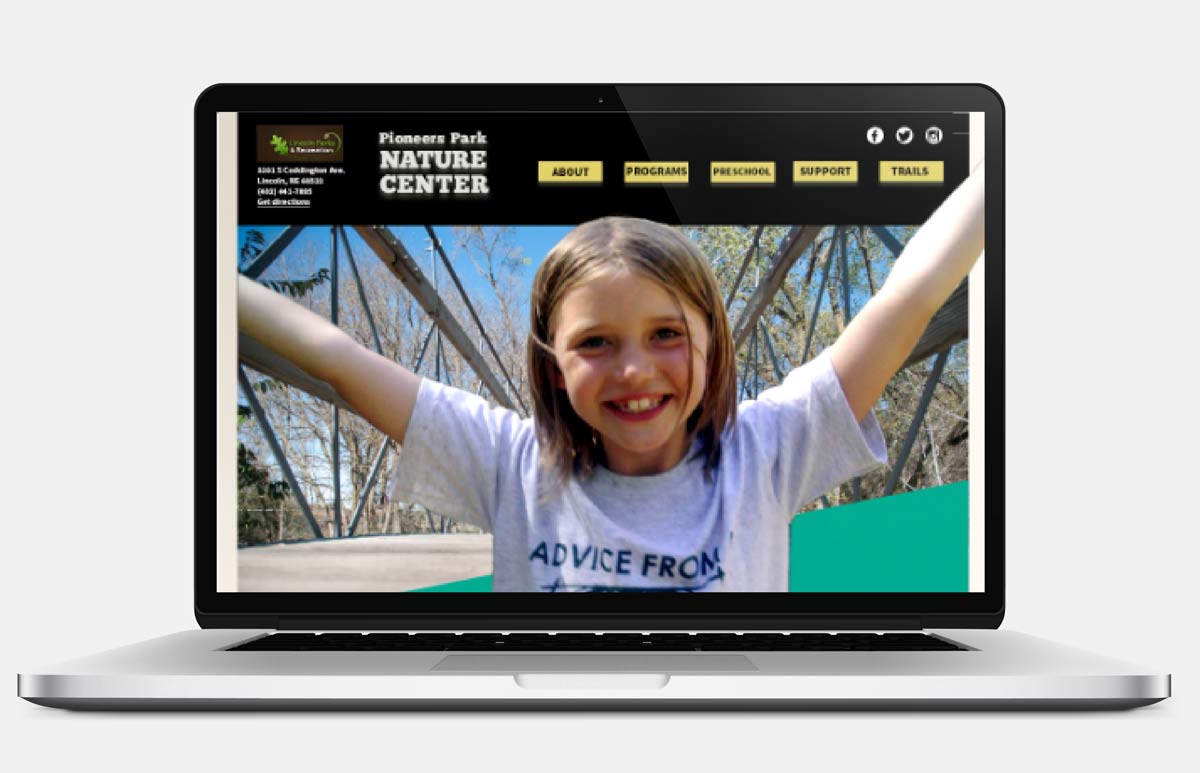 Lincoln Parks
& Recreation
3201 S Coddington Ave.
Lincoln, NE
(402) 441-7895
Get directions
Pioneers Park
NATURE
CENTER
ABOUT
PROGRAMS
PRESCHOOL
SUPPORT
TRAILS
ADVICE FROM